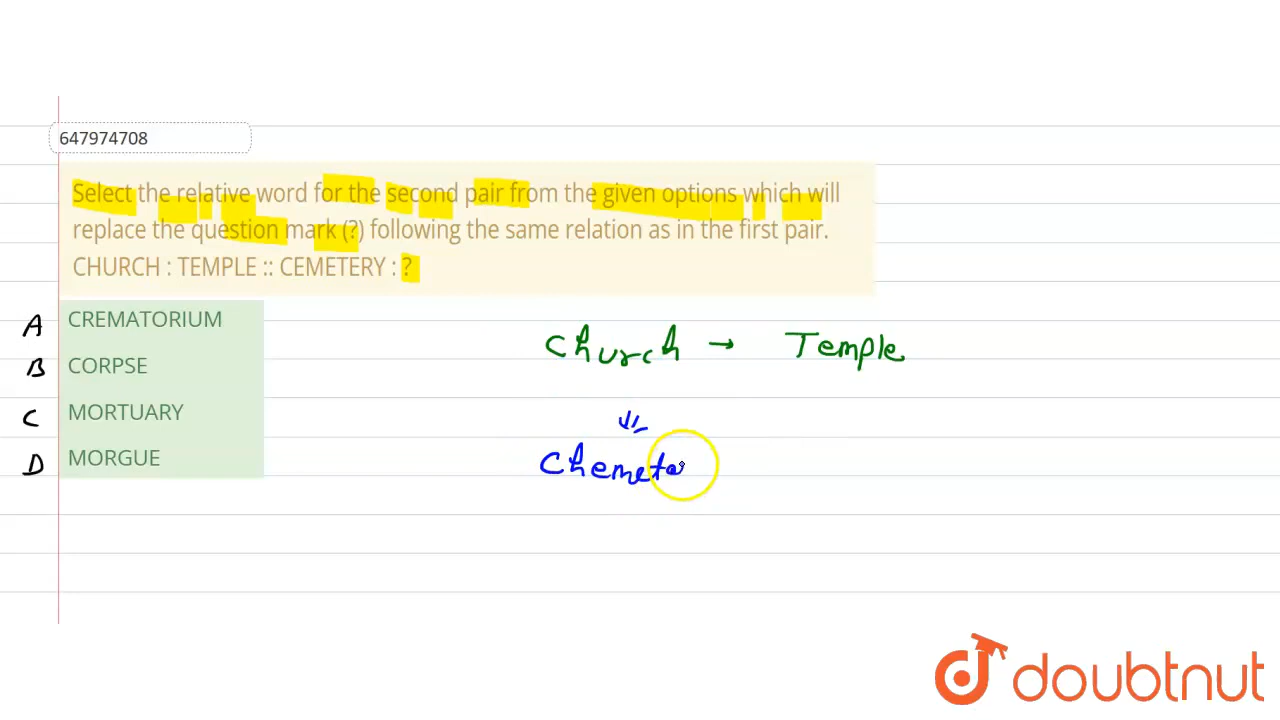 647974708
Select the relative word for the second pair from the given options which will
replace the question mark (?) following the same relation as in the first pair.
CHURCH : TEMPLE :: CEMETERY : ?
A CREMATORIUM
B CORPSE
C MORTUARY
D MORGUE
Church → Temple
Chemeta
doubtnut